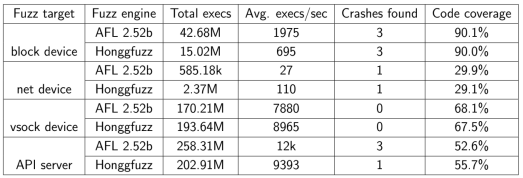 Fuzz target Fuzz engine Total execs Avg. execs/sec Crashes found Code coverage
AFL 2.52b 42.68M 1975 3 90.1%
block device Honggfuzz 15.02M 695 3 90.0%
AFL 2.52b 585.18k 27 1 29.9%
net device Honggfuzz 2.37M 110 1 29.1%
AFL 2.52b 170.21M 7880 0 68.1%
vsock device Honggfuzz 193.64M 8965 0 67.5%
AFL 2.52b 258.31M 12k 3 52.6%
API server Honggfuzz 202.91M 9393 1 55.7%